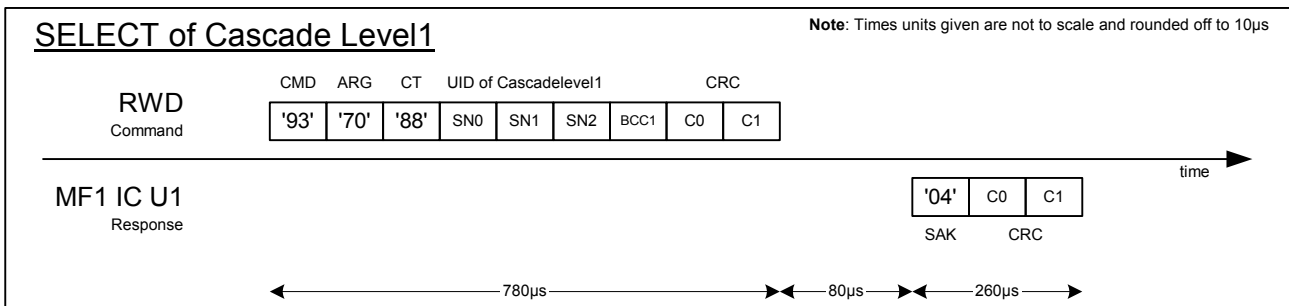 SELECT of Cascade Level1
Note: Times units given are not to scale and rounded off to 10µs
CMD ARG CT UID of Cascadelevel1 CRC
RWD
Command
'93' '70' '88' SN0 SN1 SN2 BCC1 C0 C1
time
MF1 IC U1
Response
'04' C0 C1
SAK CRC
780µs 80µs 260µs